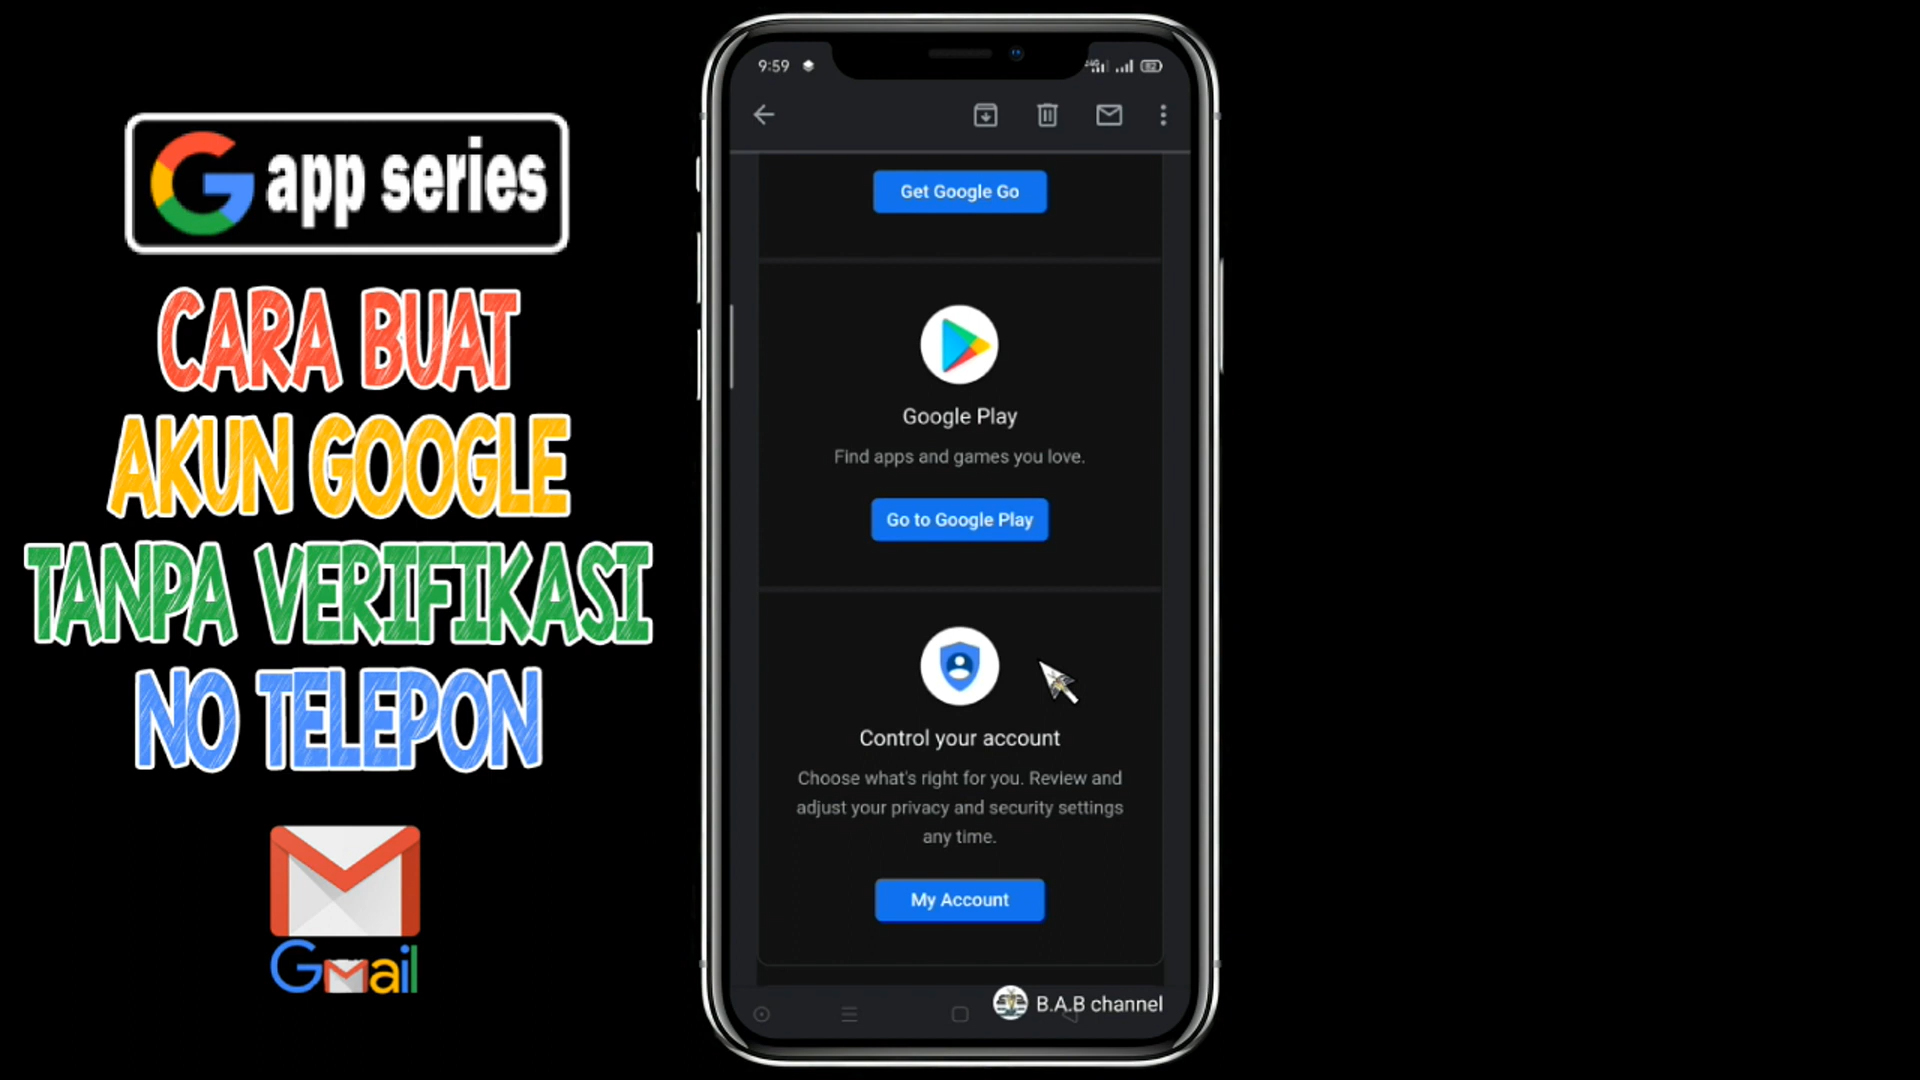 G app series
CARA BUAT
AKUN GOOGLE
TANPA VERIFIKASI
NO TELEPON
Gmail
9:59
4G
82
Get Google Go
Google Play
Find apps and games you love.
Go to Google Play
Control your account
Choose what's right for you. Review and
adjust your privacy and security settings
any time.
My Account
B.A.B channel